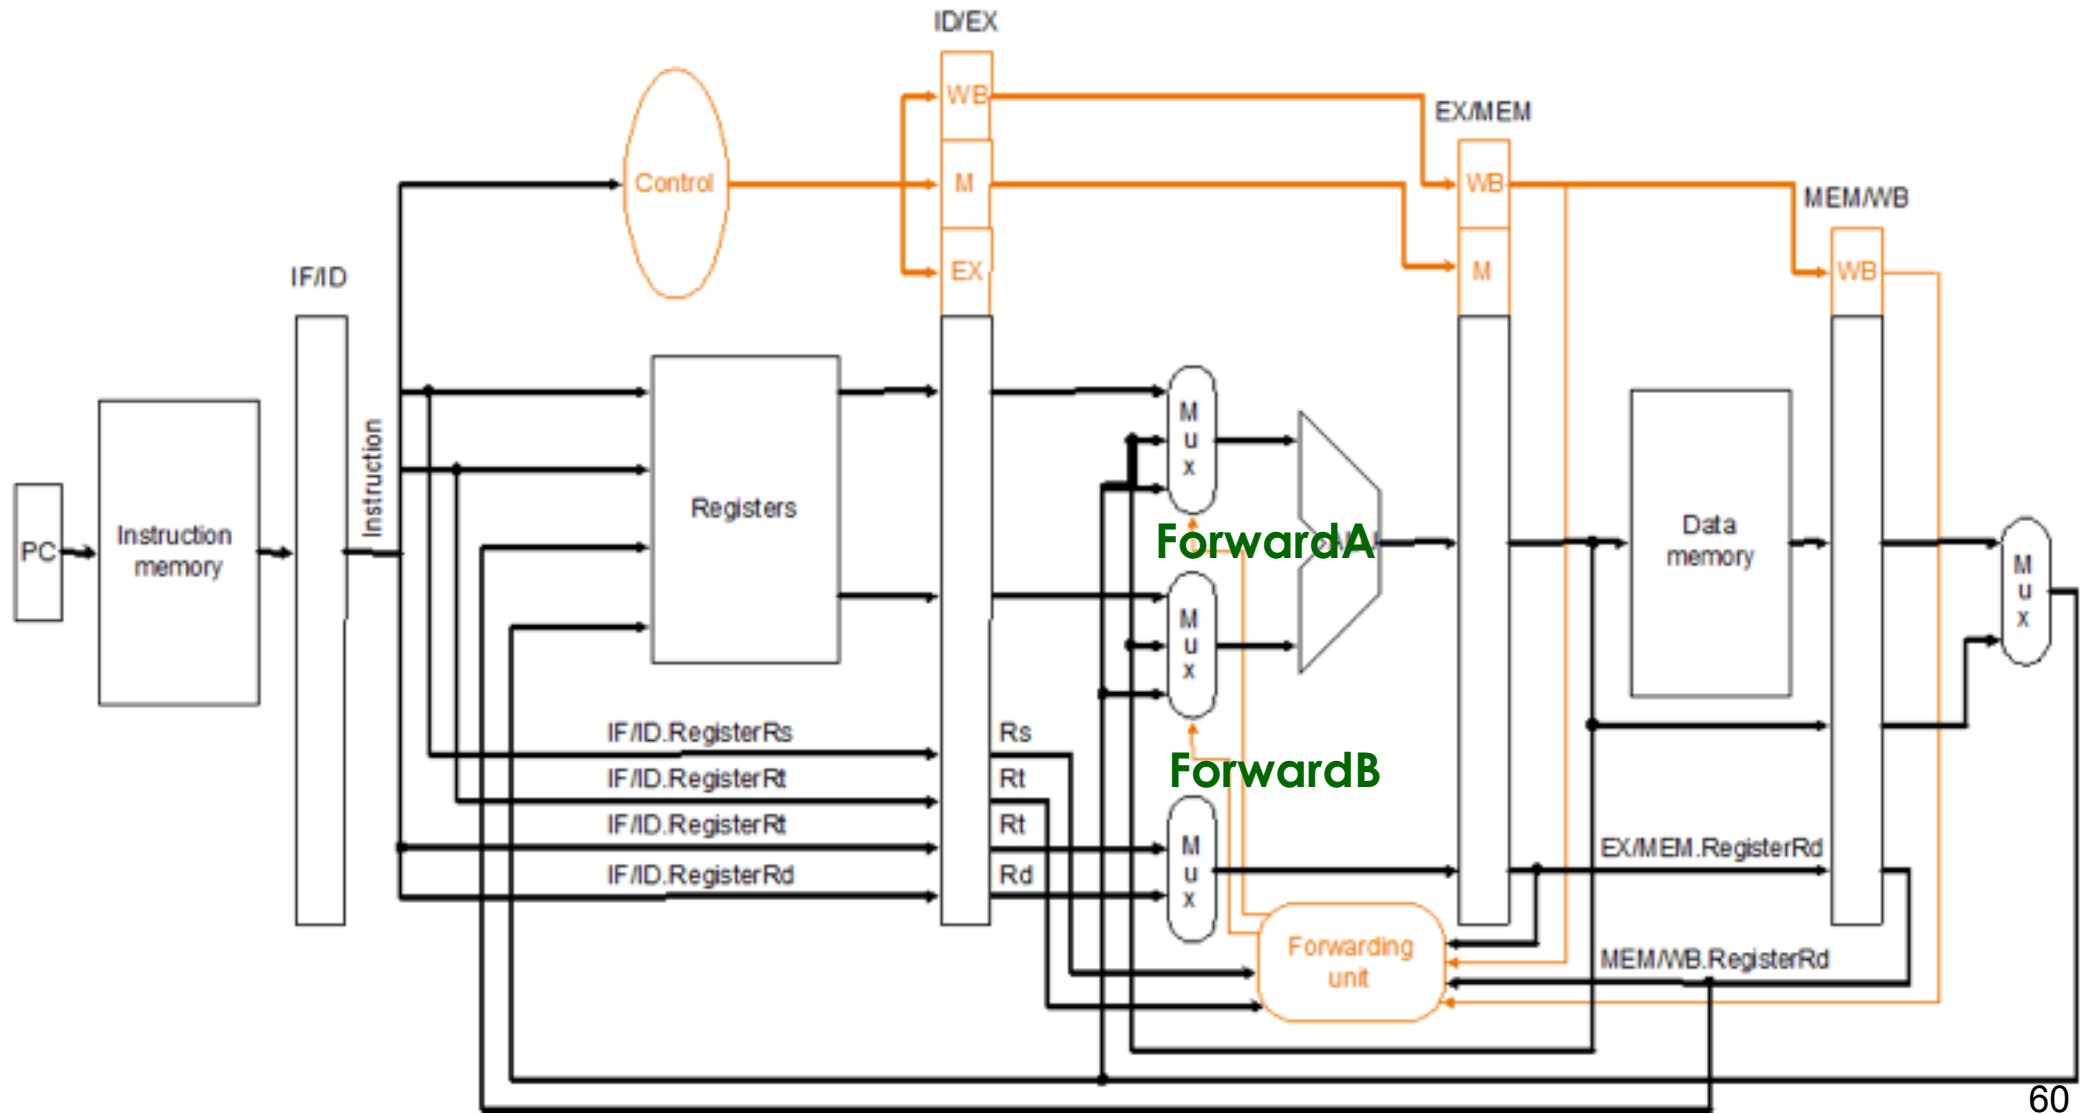 ID/EX
WB
EX/MEM
Control
M
WB
MEM/WB
IF/ID
EX
M
WB
Instruction
M
u
x
PC
Instruction
memory
Registers
ForwardA
Data
memory
M
u
x
M
u
x
IF/ID.RegisterRs
Rs
ForwardB
IF/ID.RegisterRt
Rt
IF/ID.RegisterRt
Rt
M
u
x
EX/MEM.RegisterRd
IF/ID.RegisterRd
Rd
Forwarding
unit
MEM/WB.RegisterRd
60